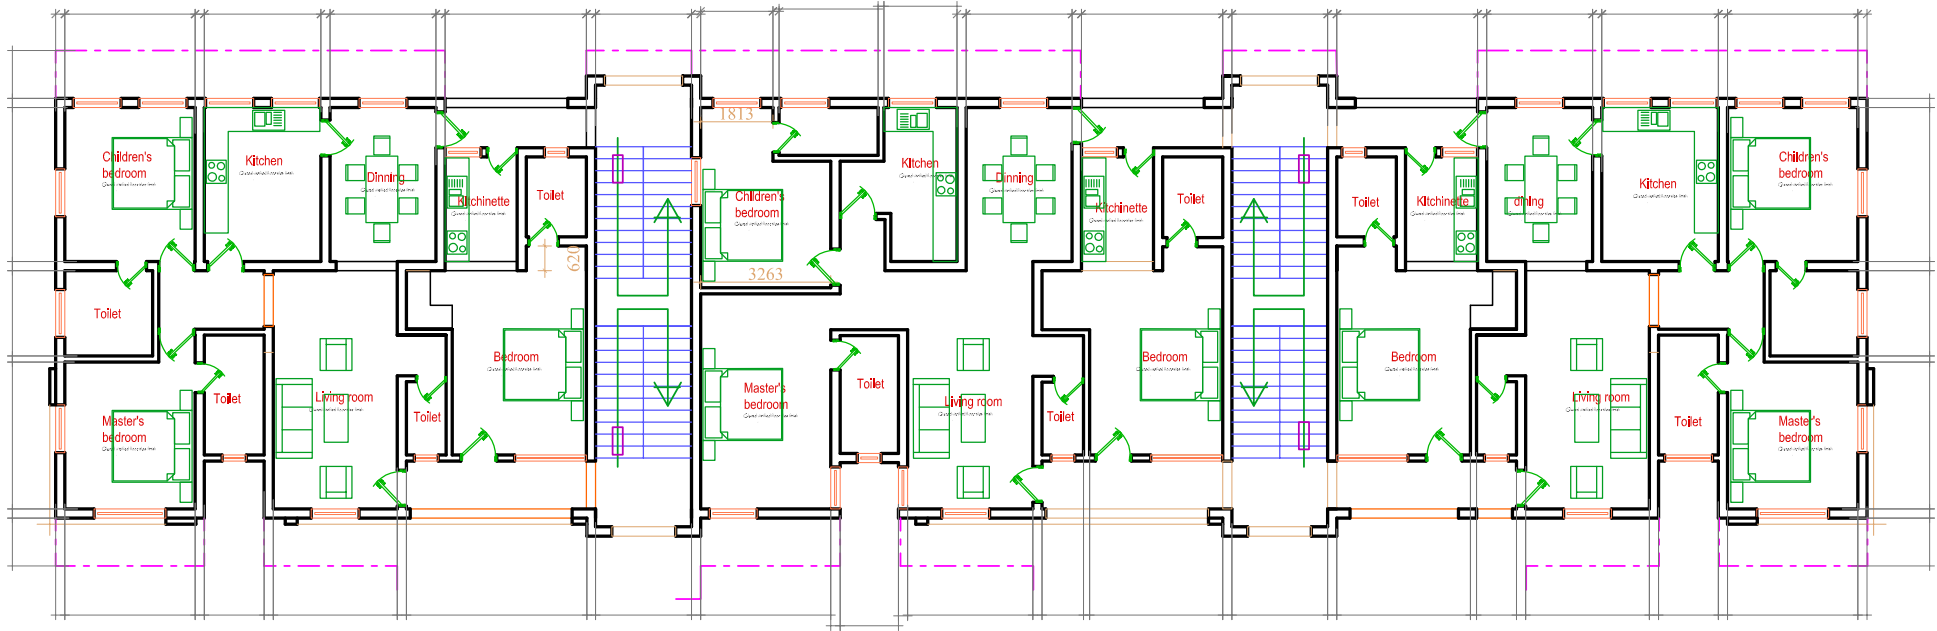 1813
Children's
bedroom
Kitchen
Dinning
Kitchinette
Toilet
Children's
bedroom
Kitchen
Dinning
Kitchinette
Toilet
Toilet
Kitchinette
dining
Kitchen
Children's
bedroom
620
3263
Toilet
Bedroom
Living room
Toilet
Toilet
Master's
bedroom
Master's
bedroom
Toilet
Living room
Toilet
Bedroom
Bedroom
Living room
Toilet
Master's
bedroom